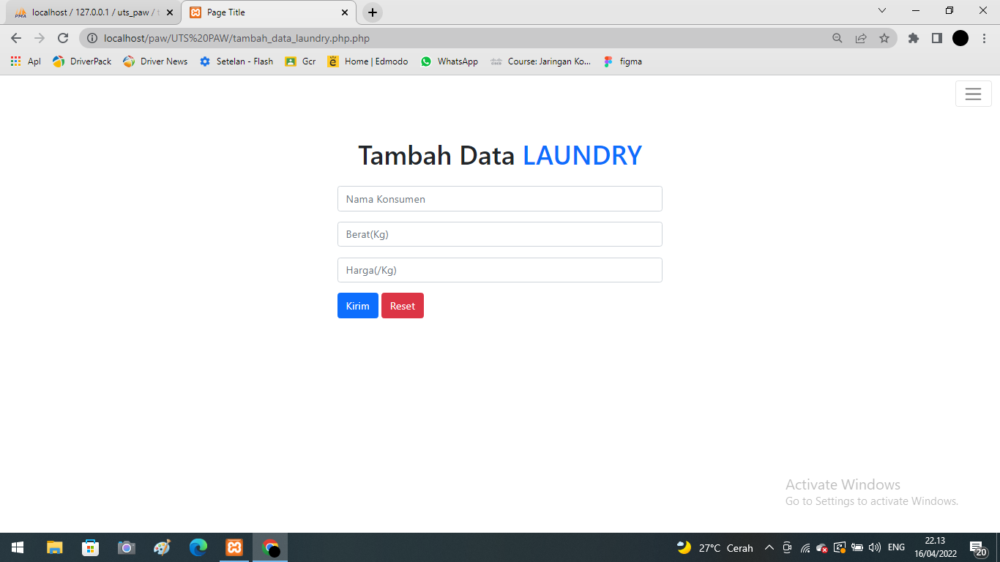 PMA
localhost / 127.0.0.1 / uts_paw /
Page Title
localhost/paw/UTS%20PAW/tambah_data_laundry.php.php
Apl DriverPack Driver News Setelan - Flash Gcr Home | Edmodo WhatsApp Course: Jaringan Ko... figma
Tambah Data LAUNDRY
Nama Konsumen
Berat(Kg)
Harga(/Kg)
Kirim Reset
Activate Windows
Go to Settings to activate Windows.
27°C Cerah ENG
22.13
16/04/2022
20